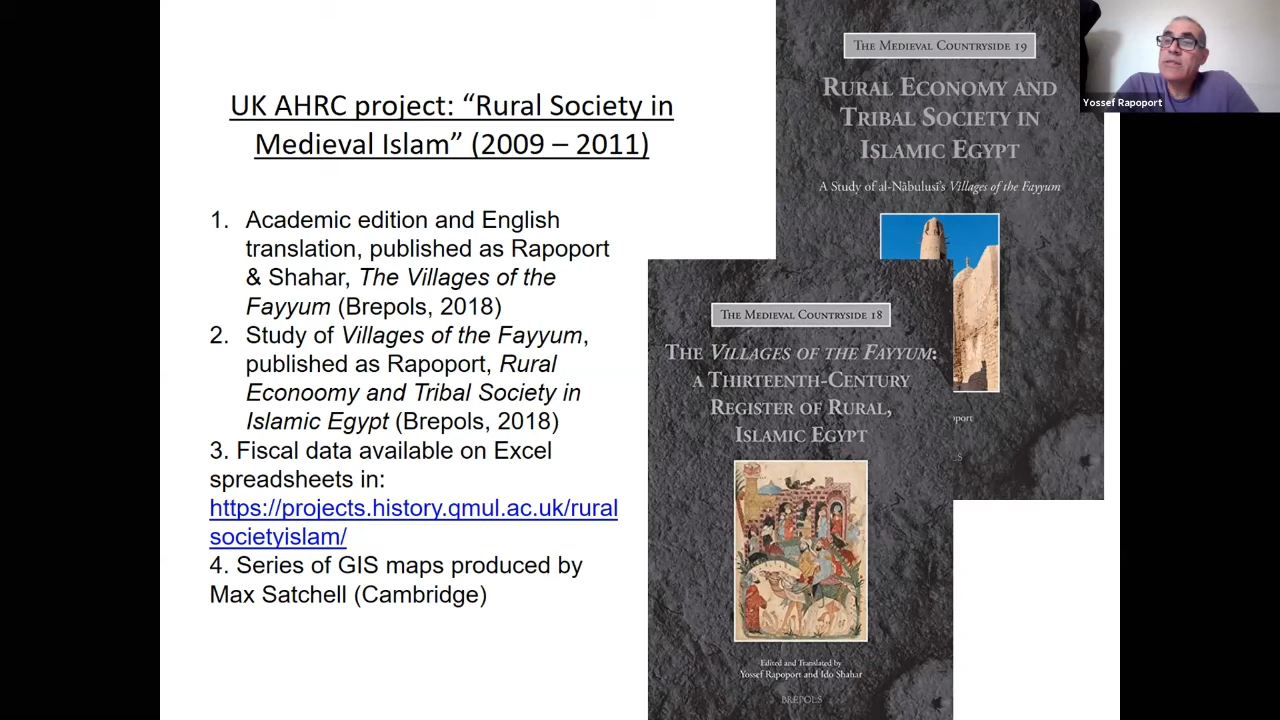 UK AHRC project: “Rural Society in
Medieval Islam” (2009 – 2011)
1. Academic edition and English
translation, published as Rapoport
& Shahar, The Villages of the
Fayyum (Brepols, 2018)
2. Study of Villages of the Fayyum,
published as Rapoport, Rural
Econoomy and Tribal Society in
Islamic Egypt (Brepols, 2018)
3. Fiscal data available on Excel
spreadsheets in:
https://projects.history.qmul.ac.uk/rural
societyislam/
4. Series of GIS maps produced by
Max Satchell (Cambridge)
The Medieval Countryside 19
Rural Economy and
Tribal Society in
Islamic Egypt
A Study of al-Nābulusī's Villages of the Fayyum
The Medieval Countryside 18
The Villages of the Fayyum:
a Thirteenth-Century
Register of Rural,
Islamic Egypt
Edited and Translated by
Yossef Rapoport and Ido Shahar
BREPOLS
Yossef Rapoport